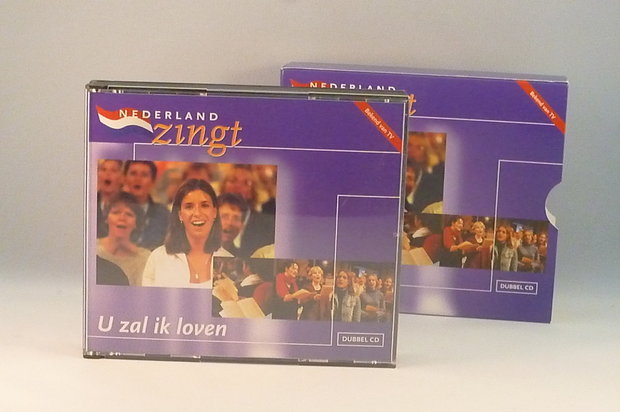 NEDERLAND
zingt
Bekend van TV
U zal ik loven
DUBBEL CD
NEDERLAND
Bekend van TV
DUBBEL CD